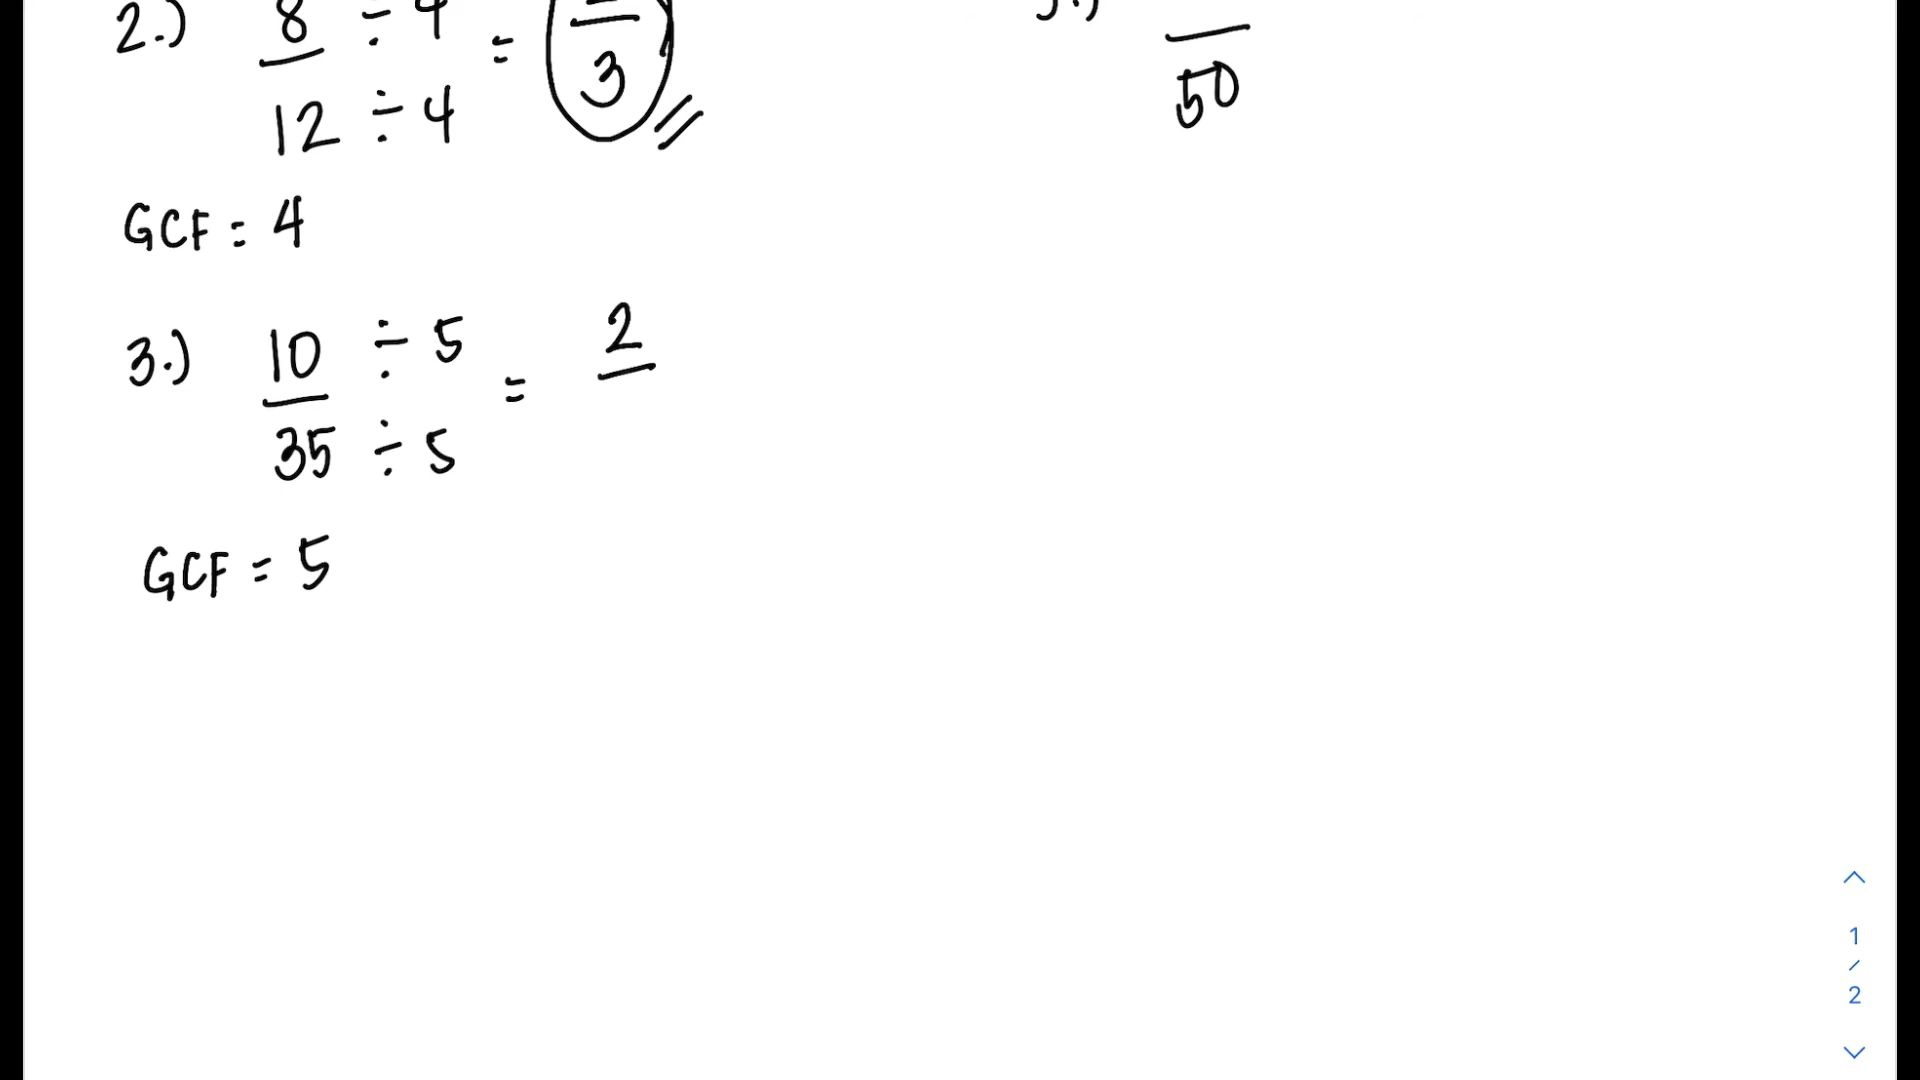 2.) 8 ÷ 4
=
3
12 ÷ 4
GCF = 4
3.) 10 ÷ 5 = 2
35 ÷ 5
GCF = 5
50
1
/
2